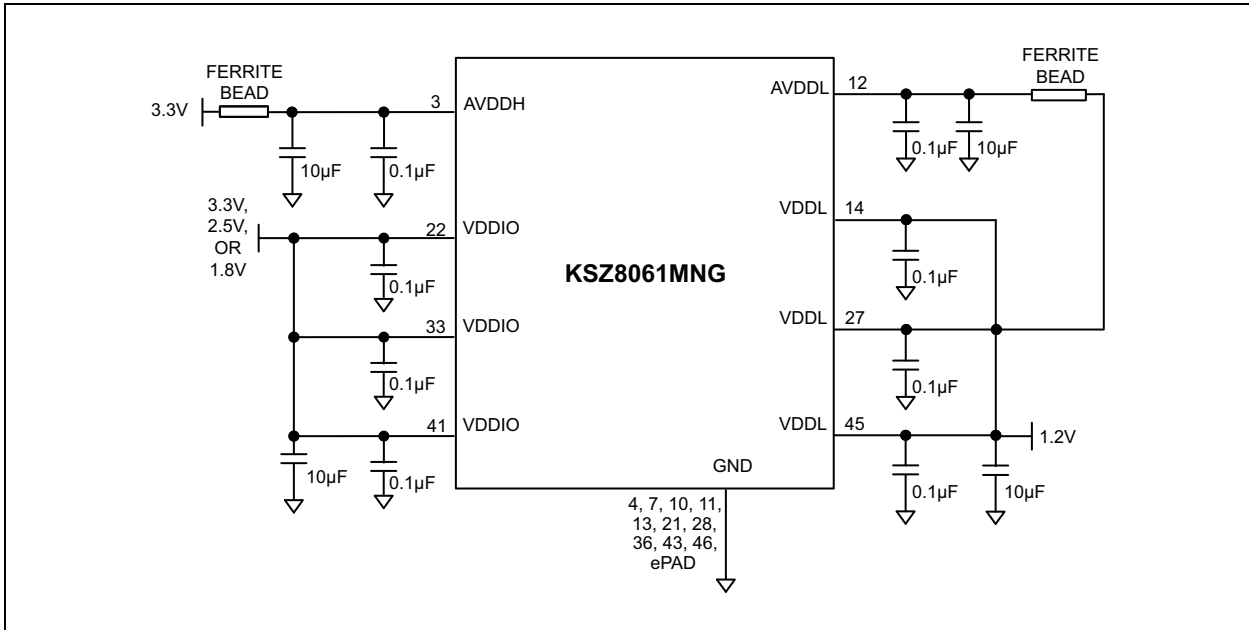 FERRITE
BEAD
3.3V
3
AVDDH
10µF
0.1µF
3.3V,
2.5V,
OR
1.8V
22
VDDIO
0.1µF
33
VDDIO
0.1µF
41
VDDIO
10µF
0.1µF
KSZ8061MNG
GND
4, 7, 10, 11,
13, 21, 28,
36, 43, 46,
ePAD
AVDDL
12
FERRITE
BEAD
0.1µF
10µF
VDDL
14
0.1µF
VDDL
27
0.1µF
VDDL
45
1.2V
0.1µF
10µF